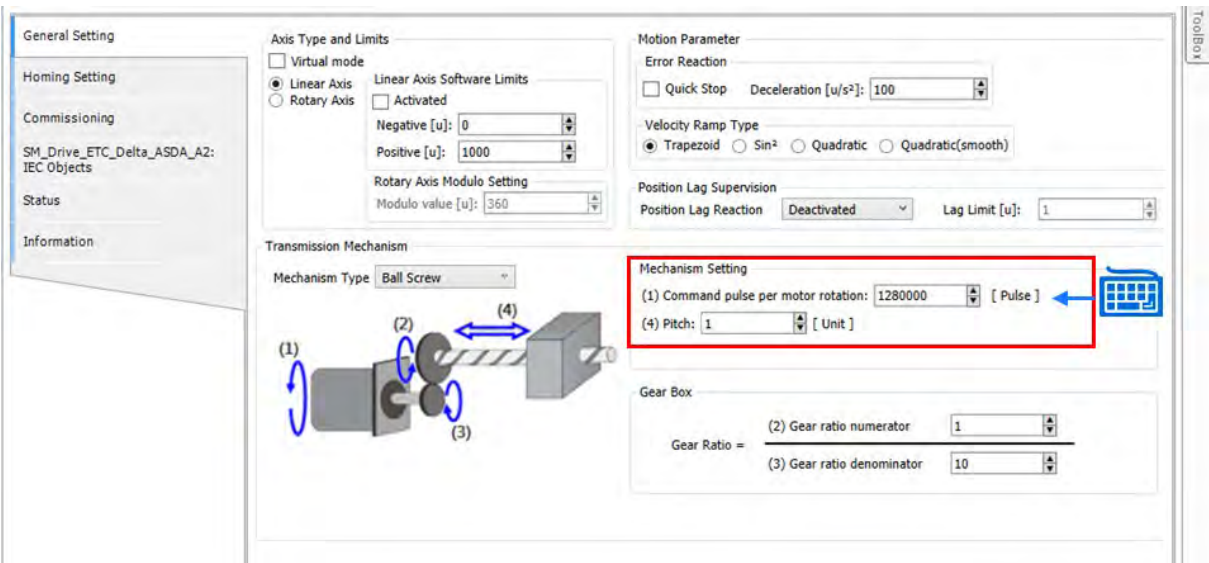 General Setting
Homing Setting
Commissioning
SM_Drive_ETC_Delta_ASDA_A2:
IEC Objects
Status
Information
Axis Type and Limits
Virtual mode
Linear Axis
Rotary Axis
Linear Axis Software Limits
Activated
Negative [u]: 0
Positive [u]: 1000
Rotary Axis Modulo Setting
Modulo value [u]: 360
Motion Parameter
Error Reaction
Quick Stop Deceleration [u/s²]: 100
Velocity Ramp Type
Trapezoid Sin² Quadratic Quadratic(smooth)
Position Lag Supervision
Position Lag Reaction Deactivated Lag Limit [u]: 1
Transmission Mechanism
Mechanism Type Ball Screw
(1)
(2)
(4)
(3)
Mechanism Setting
(1) Command pulse per motor rotation: 1280000 [ Pulse ]
(4) Pitch: 1 [ Unit ]
Gear Box
Gear Ratio =
(2) Gear ratio numerator 1
(3) Gear ratio denominator 10
ToolBox